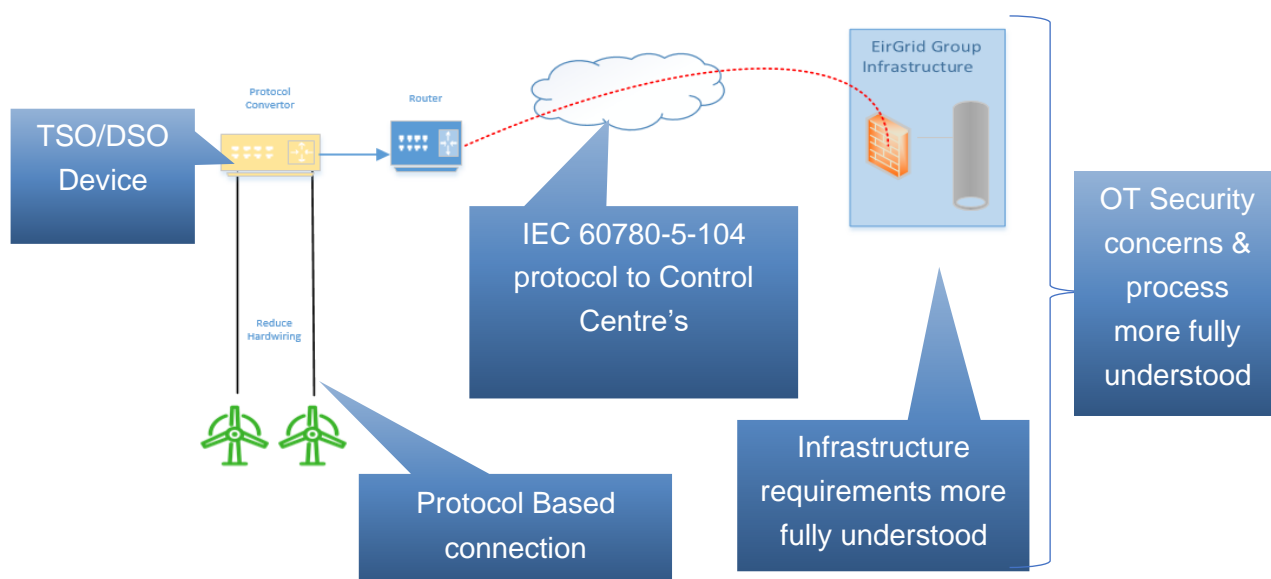 EirGrid Group
Infrastructure
Protocol
Convertor
Router
TSO/DSO
Device
IEC 60780-5-104
protocol to Control
Centre's
OT Security
concerns &
process
more fully
understood
Reduce
Hardwiring
Infrastructure
requirements more
fully understood
Protocol Based
connection